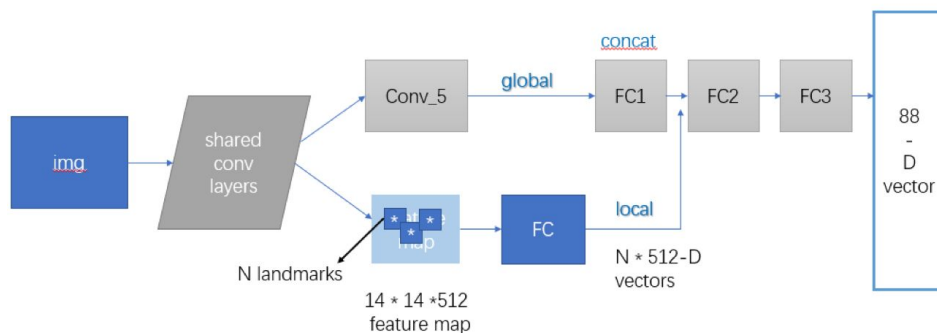 concat
Conv_5
global
FC1
FC2
FC3
img
shared
conv
layers
88
-
D
vector
* *
*
map
FC
local
N landmarks
N * 512-D
vectors
14 * 14 *512
feature map